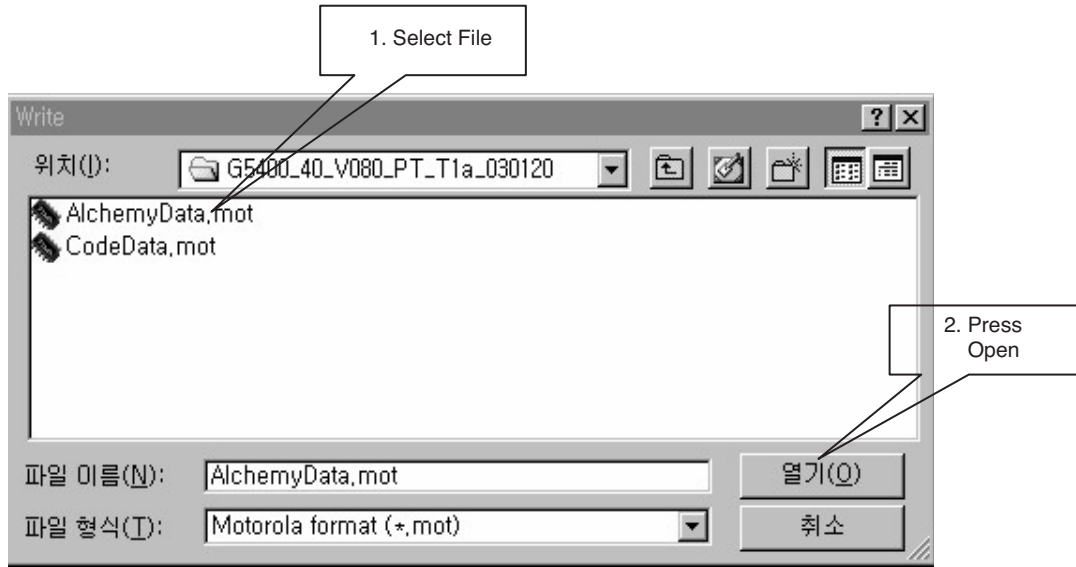 1. Select File
Write
위치(I):
G5400_40_V080_PT_T1a_030120
AlchemyData.mot
CodeData.mot
2. Press
Open
파일 이름(N):
AlchemyData.mot
열기(O)
파일 형식(T):
Motorola format (*.mot)
취소